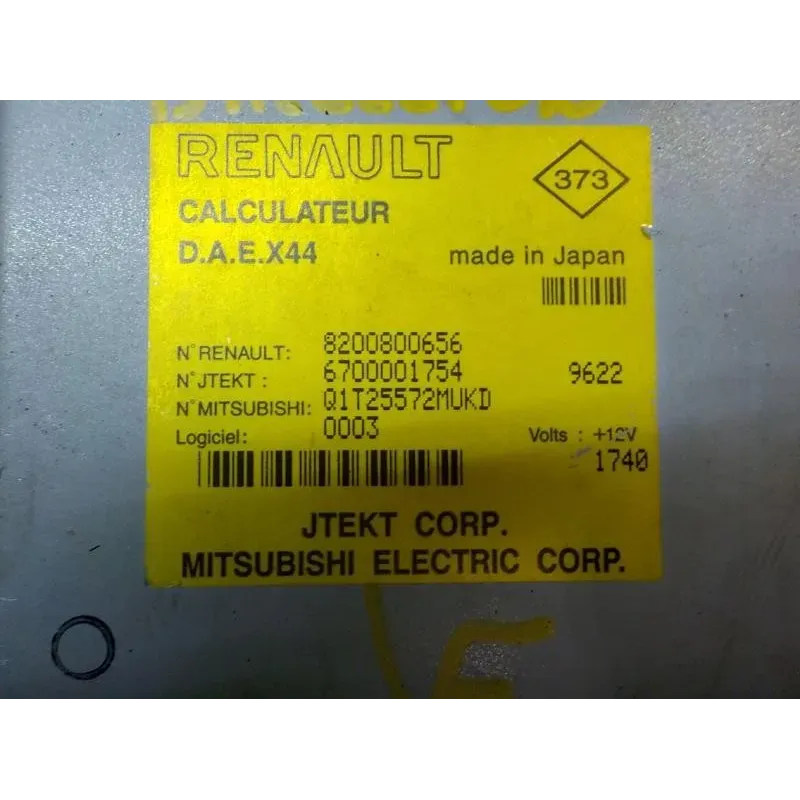 RENAULT
373
CALCULATEUR
D.A.E.X44
made in Japan
N° RENAULT: 8200800656
N° JTEKT : 6700001754 9622
N° MITSUBISHI: Q1T25572MUKD
Logiciel: 0003 Volts : +12V
1740
JTEKT CORP.
MITSUBISHI ELECTRIC CORP.